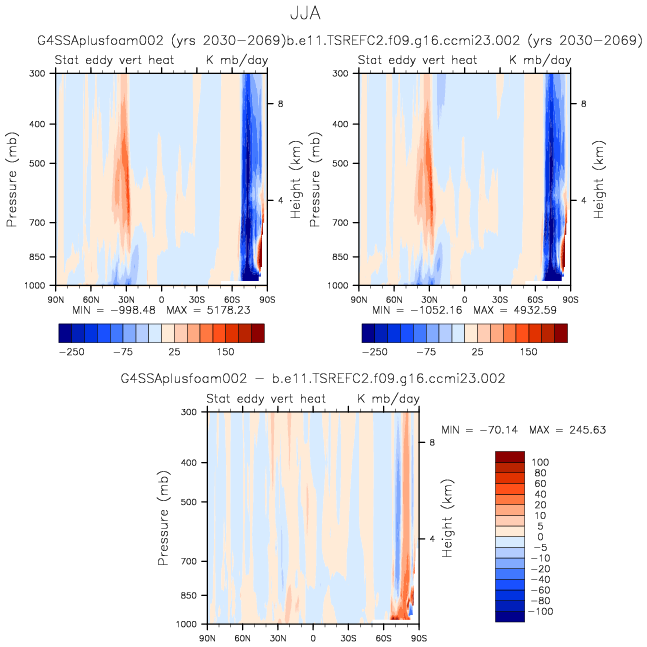 JJA
G4SSAplusfoam002 (yrs 2030-2069)b.e11.TSREFC2.f09.g16.ccmi23.002 (yrs 2030-2069)
Stat eddy vert heat K mb/day Stat eddy vert heat K mb/day
300 300
8 8
400 400
500 500
Pressure (mb) Height (km) Pressure (mb) Height (km)
4 4
700 700
850 850
1000 1000
90N 60N 30N 0 30S 60S 90S 90N 60N 30N 0 30S 60S 90S
MIN = -998.48 MAX = 5178.23 MIN = -1052.16 MAX = 4932.59
-250 -75 25 150 -250 -75 25 150
G4SSAplusfoam002 - b.e11.TSREFC2.f09.g16.ccmi23.002
Stat eddy vert heat K mb/day
300
MIN = -70.14 MAX = 245.63
8
400
500
Pressure (mb) Height (km)
4
700
850
1000
90N 60N 30N 0 30S 60S 90S
100
80
60
40
20
10
5
0
-5
-10
-20
-40
-60
-80
-100